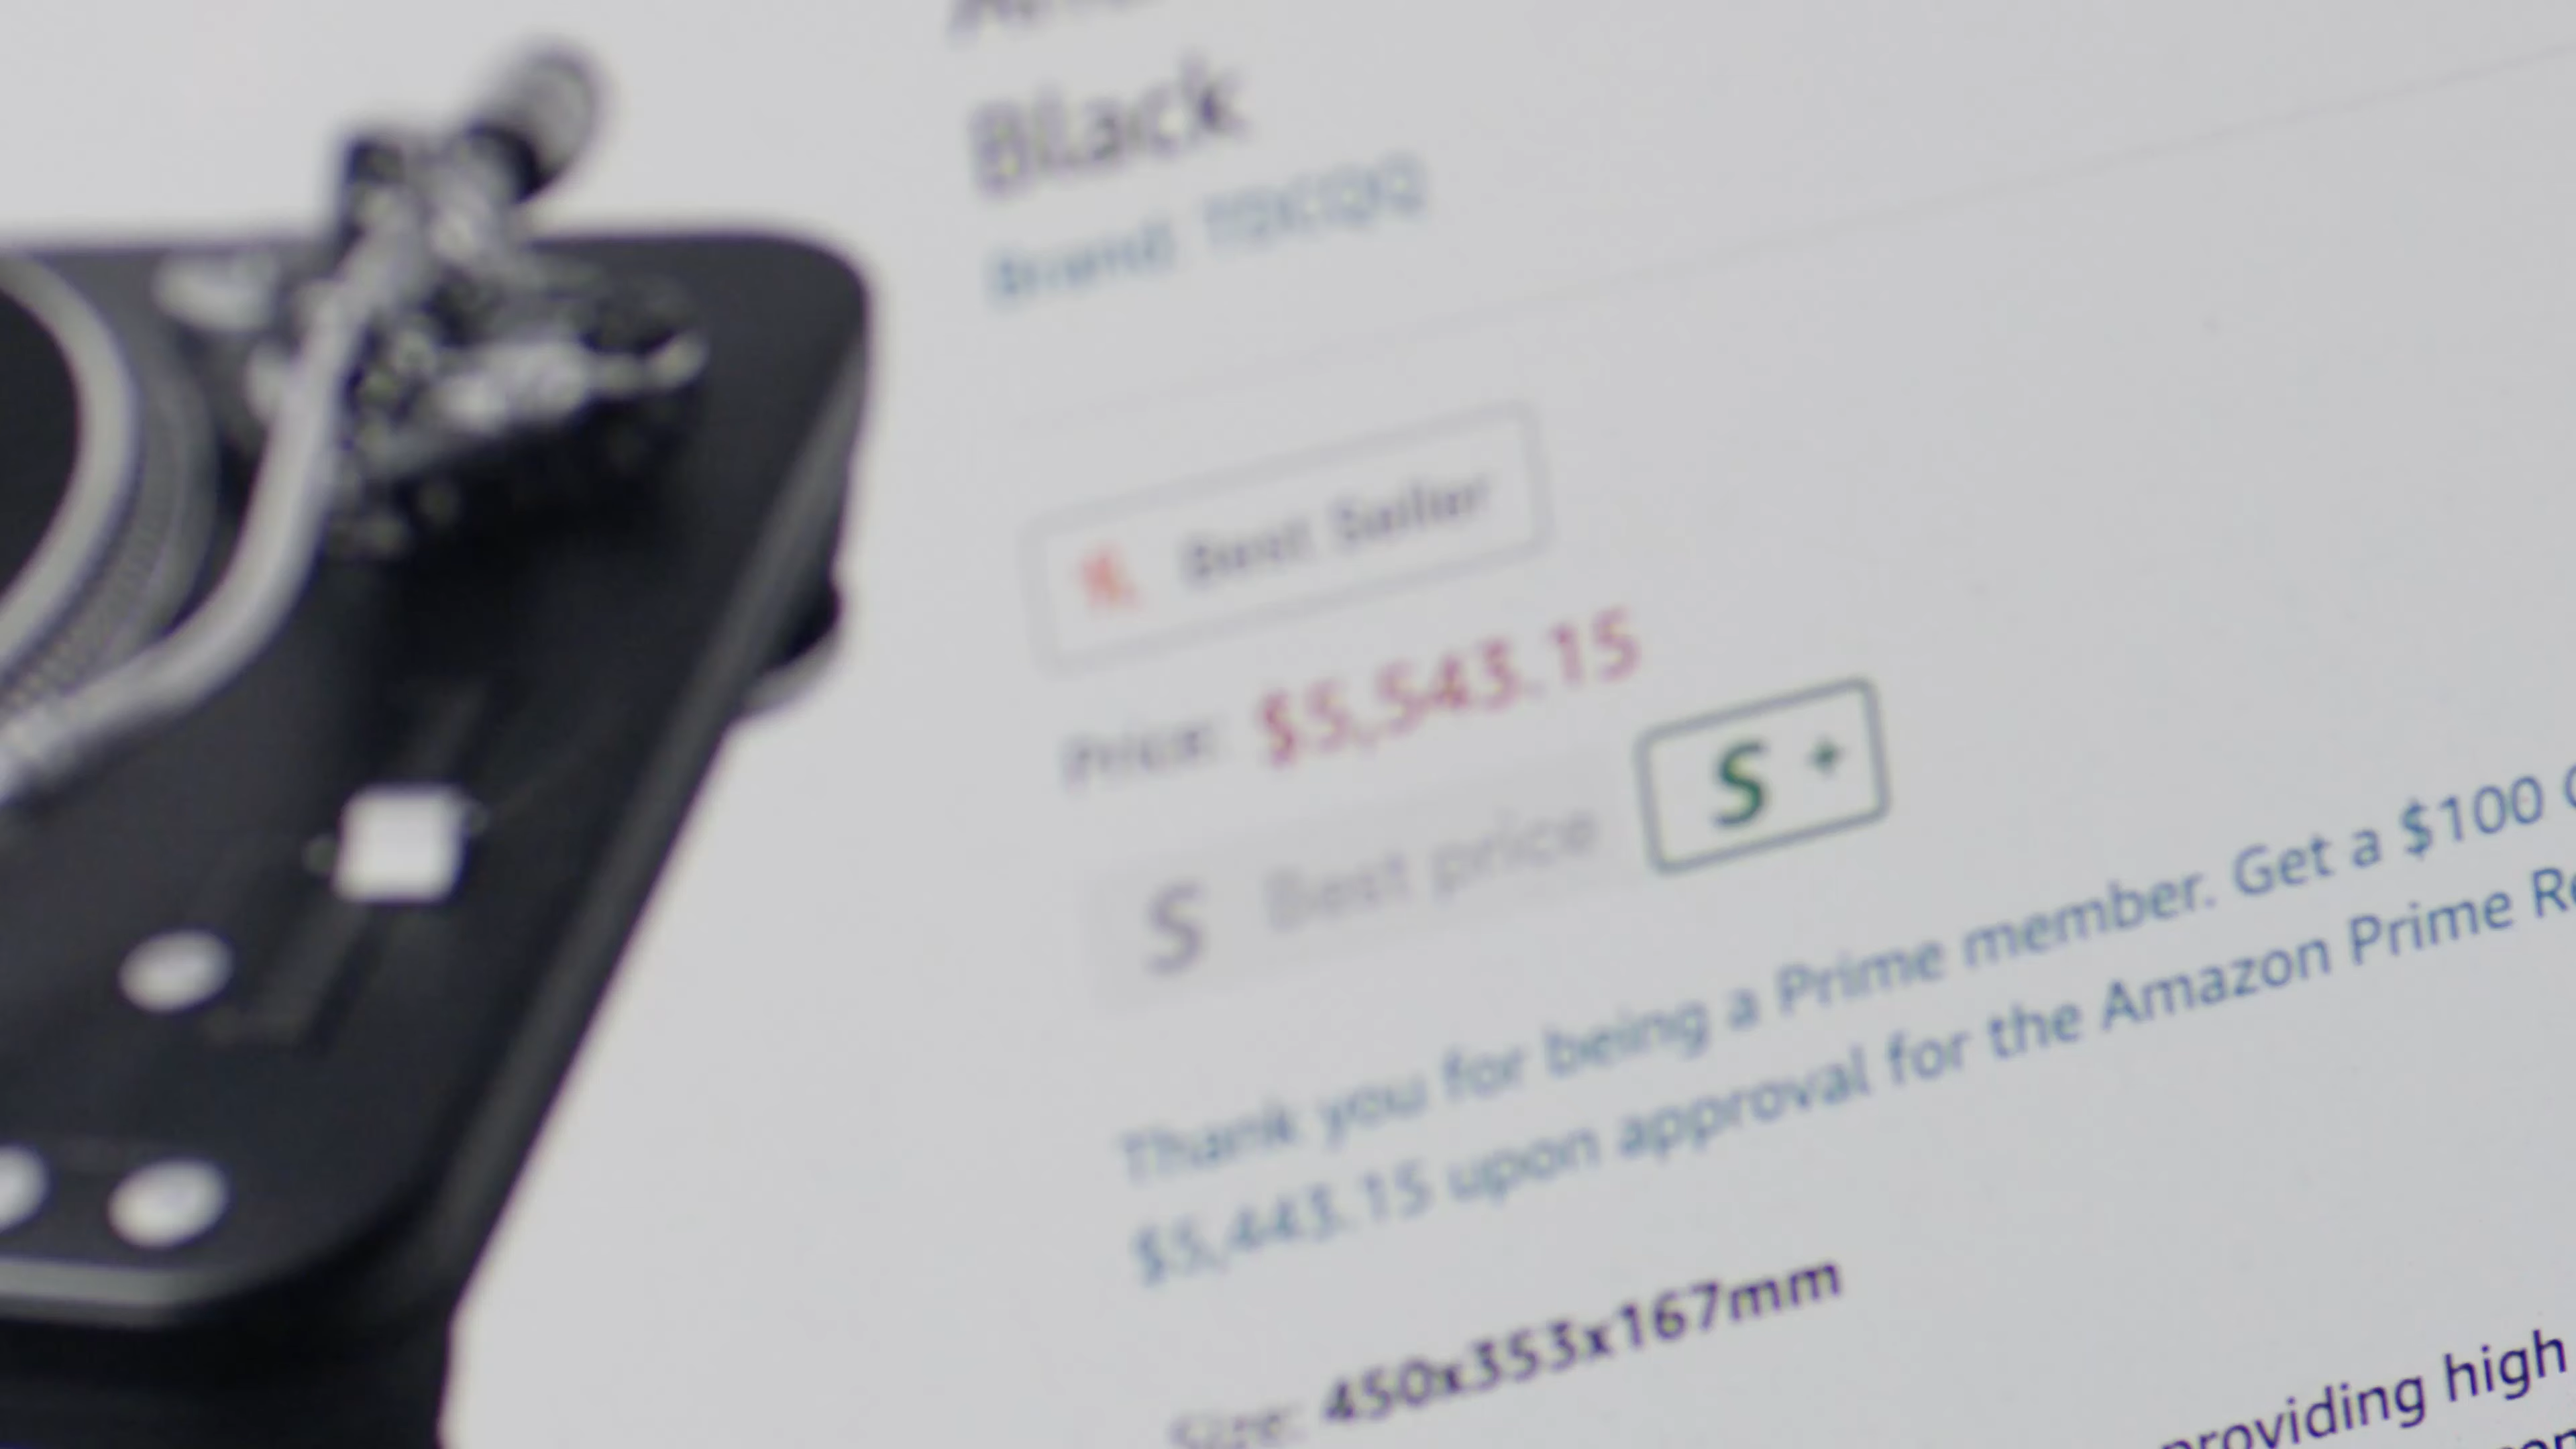 Black
Brand:
Best Seller
Price: $5,543.15
S +
S Best price
Thank you for being a Prime member. Get a $100
$5,443.15 upon approval for the Amazon Prime
Size: 450x353x167mm
providing high